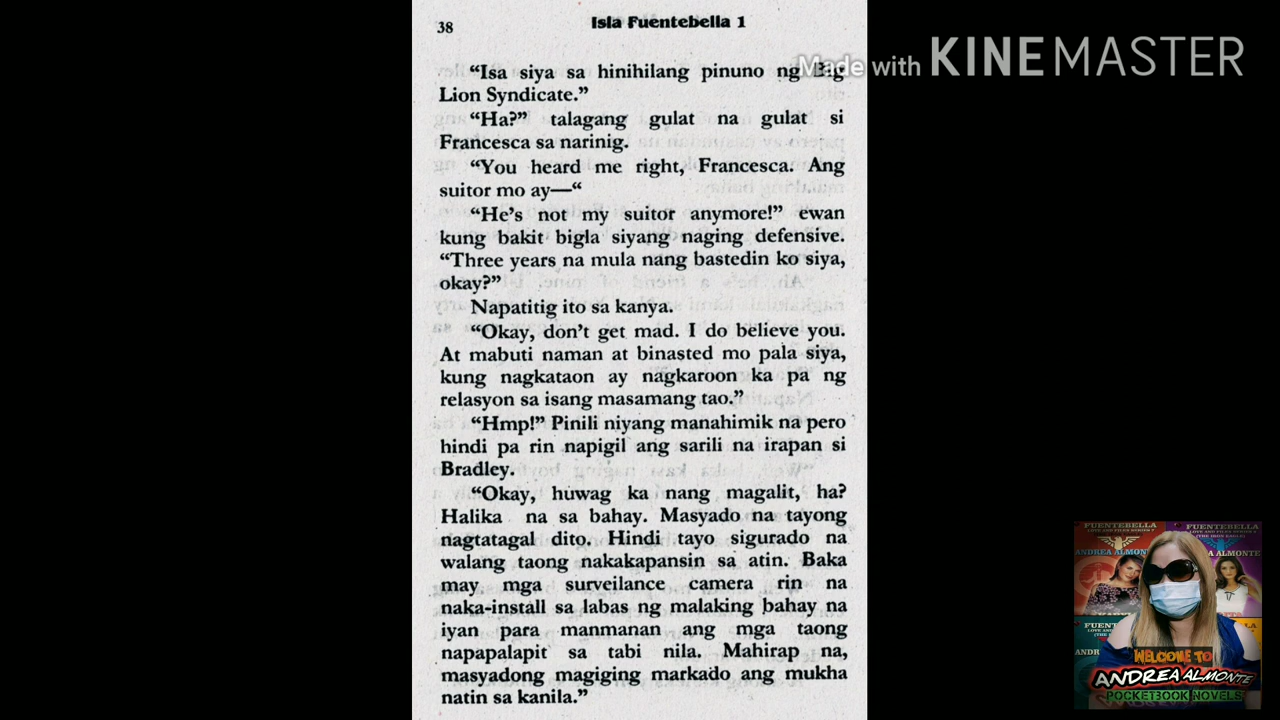 38
Isla Fuentebella 1
Made with KINEMASTER
“Isa siya sa hinihilang pinuno ng Big
Lion Syndicate.”
“Ha?” talagang gulat na gulat si
Francesca sa narinig.
“You heard me right, Francesca. Ang
suitor mo ay—“
“He’s not my suitor anymore!” ewan
kung bakit bigla siyang naging defensive.
“Three years na mula nang bastedin ko siya,
okay?”
Napatitig ito sa kanya.
“Okay, don’t get mad. I do believe you.
At mabuti naman at binasted mo pala siya,
kung nagkataon ay nagkaroon ka pa ng
relasyon sa isang masamang tao.”
“Hmp!” Pinili niyang manahimik na pero
hindi pa rin napigil ang sarili na irapan si
Bradley.
“Okay, huwag ka nang magalit, ha?
Halika na sa bahay. Masyado na tayong
nagtatagal dito. Hindi tayo sigurado na
walang taong nakakapansin sa atin. Baka
may mga surveilance camera rin na
naka-install sa labas ng malaking bahay na
iyan para manmanan ang mga taong
napapalapit sa tabi nila. Mahirap na,
masyadong magiging markado ang mukha
natin sa kanila.”
FUENTEBELLA
FUENTEBELLA
ANDREA ALMONTE
WELCOME TO
ANDREA ALMONTE
POCKETBOOK NOVELS